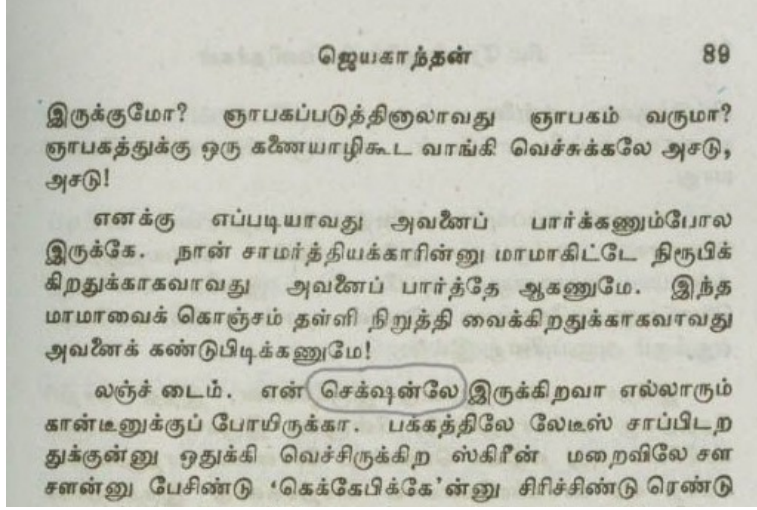 ஜெயகாந்தன் 89
இருக்குமோ? ஞாபகப்படுத்தினாலாவது ஞாபகம் வருமா?
ஞாபகத்துக்கு ஒரு கணையாழிகூட வாங்கி வெச்சுக்கலே அசடு,
அசடு!
எனக்கு எப்படியாவது அவனைப் பார்க்கணும்போல
இருக்கே. நான் சாமர்த்தியக்காரின்னு மாமாகிட்டே நிரூபிக்
கிறதுக்காகவாவது அவனைப் பார்த்தே ஆகணுமே. இந்த
மாமாவைக் கொஞ்சம் தள்ளி நிறுத்தி வைக்கிறதுக்காகவாவது
அவனைக் கண்டுபிடிக்கணுமே!
லஞ்ச் டைம். என் செக்‌ஷன்லே இருக்கிறவா எல்லாரும்
கான்டீனுக்குப் போயிருக்கா. பக்கத்திலே லேடீஸ் சாப்பிடற
துக்குன்னு ஒதுக்கி வெச்சிருக்கிற ஸ்கிரீன் மறைவிலே சள
சளன்னு பேசிண்டு ‘கெக்கேபிக்கே’ன்னு சிரிச்சிண்டு ரெண்டு